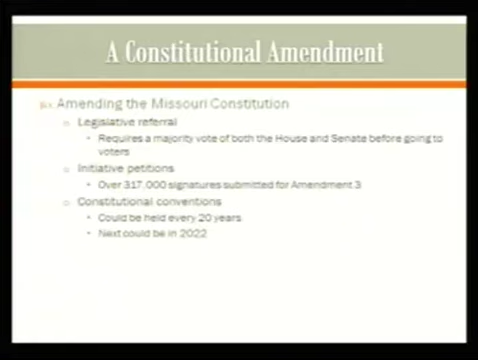 A Constitutional Amendment
Amending the Missouri Constitution
Legislative referral
Requires a majority vote of both the House and Senate before going to
voters
Initiative petitions
Over 317,000 signatures submitted for Amendment 3
Constitutional conventions
Could be held every 20 years
Next could be in 2022